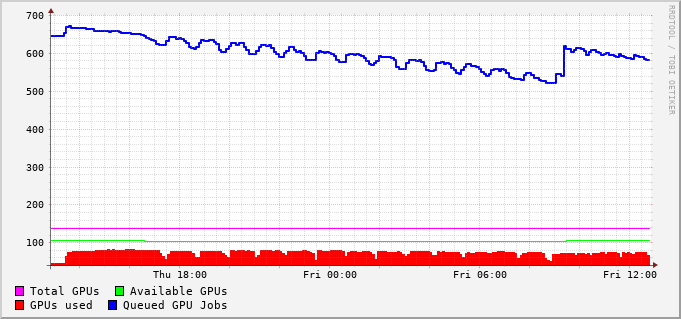 700
600
500
400
300
200
100
Thu 18:00 Fri 00:00 Fri 06:00 Fri 12:00
Total GPUs Available GPUs
GPUs used Queued GPU Jobs
RRDTOOL / TOBI OETIKER